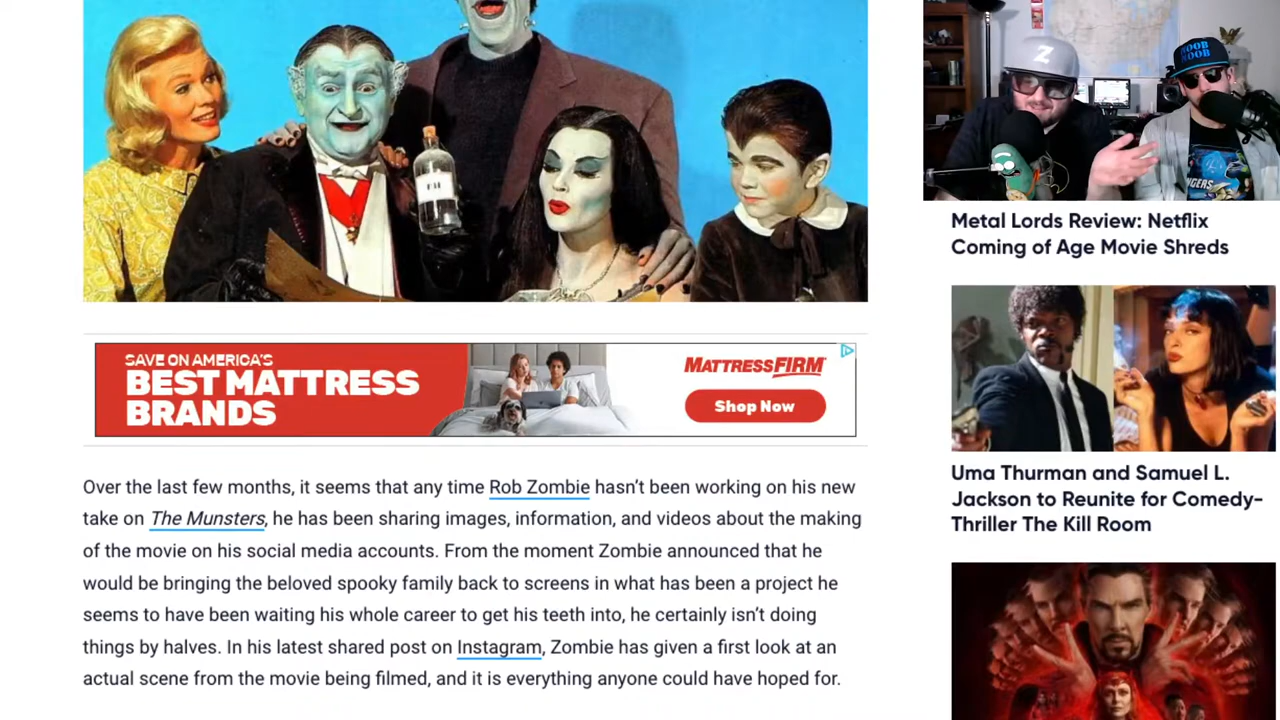 Z
NOOB
NOOB
Metal Lords Review: Netflix
Coming of Age Movie Shreds
SAVE ON AMERICA'S
BEST MATTRESS
BRANDS
MATTRESSFIRM
Shop Now
Uma Thurman and Samuel L.
Jackson to Reunite for Comedy-
Thriller The Kill Room
Over the last few months, it seems that any time Rob Zombie hasn't been working on his new
take on The Munsters, he has been sharing images, information, and videos about the making
of the movie on his social media accounts. From the moment Zombie announced that he
would be bringing the beloved spooky family back to screens in what has been a project he
seems to have been waiting his whole career to get his teeth into, he certainly isn't doing
things by halves. In his latest shared post on Instagram, Zombie has given a first look at an
actual scene from the movie being filmed, and it is everything anyone could have hoped for.